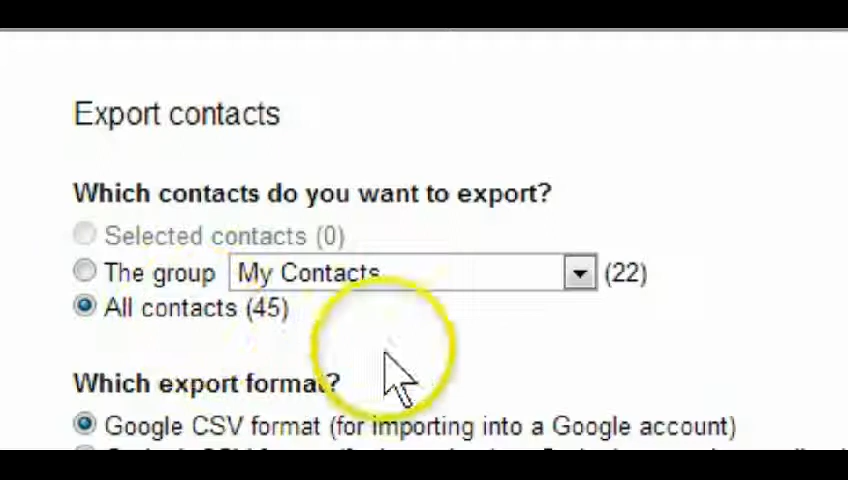 Export contacts
Which contacts do you want to export?
Selected contacts (0)
The group My Contacts (22)
All contacts (45)
Which export format?
Google CSV format (for importing into a Google account)